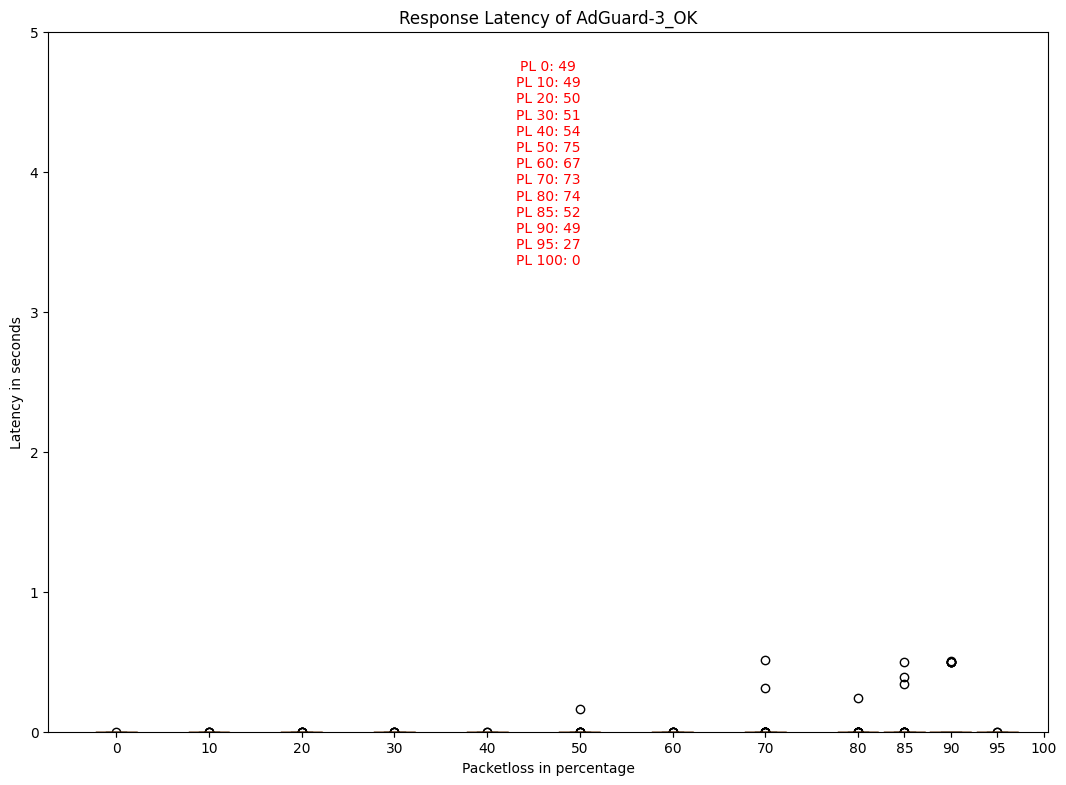 Response Latency of AdGuard-3_OK
5
PL 0: 49
PL 10: 49
PL 20: 50
PL 30: 51
PL 40: 54
PL 50: 75
PL 60: 67
PL 70: 73
PL 80: 74
PL 85: 52
PL 90: 49
PL 95: 27
PL 100: 0
4
3
2
1
0
Latency in seconds
0 10 20 30 40 50 60 70 80 85 90 95 100
Packetloss in percentage